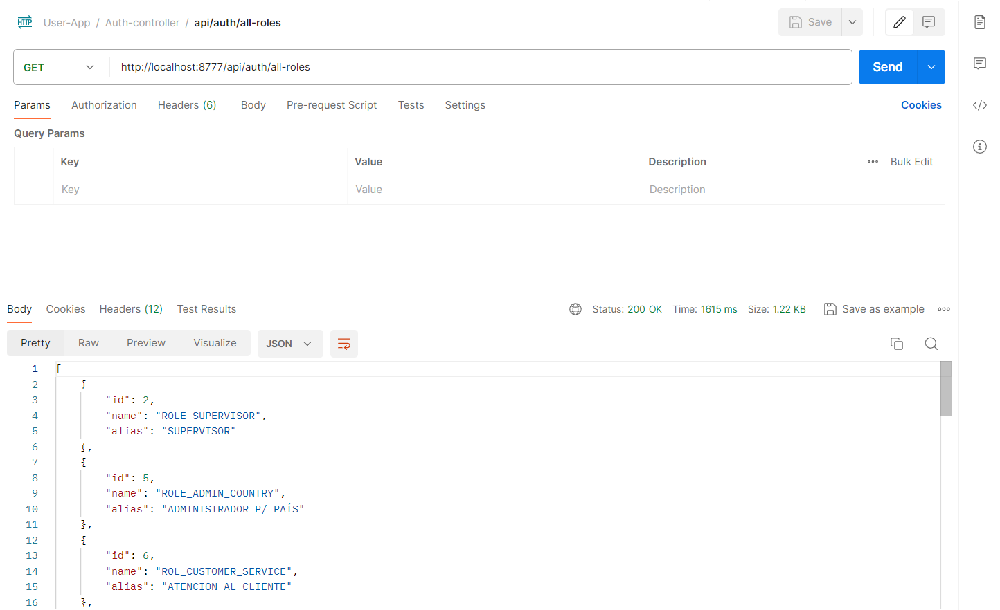 HTTP User-App / Auth-controller / api/auth/all-roles Save
GET http://localhost:8777/api/auth/all-roles Send
Params Authorization Headers (6) Body Pre-request Script Tests Settings Cookies
Query Params
Key Value Description ••• Bulk Edit
Key Value Description
Body Cookies Headers (12) Test Results Status: 200 OK Time: 1615 ms Size: 1.22 KB Save as example
Pretty Raw Preview Visualize JSON
1 [
2 {
3 "id": 2,
4 "name": "ROLE_SUPERVISOR",
5 "alias": "SUPERVISOR"
6 },
7 {
8 "id": 5,
9 "name": "ROLE_ADMIN_COUNTRY",
10 "alias": "ADMINISTRADOR P/ PAÍS"
11 },
12 {
13 "id": 6,
14 "name": "ROL_CUSTOMER_SERVICE",
15 "alias": "ATENCION AL CLIENTE"
16 },